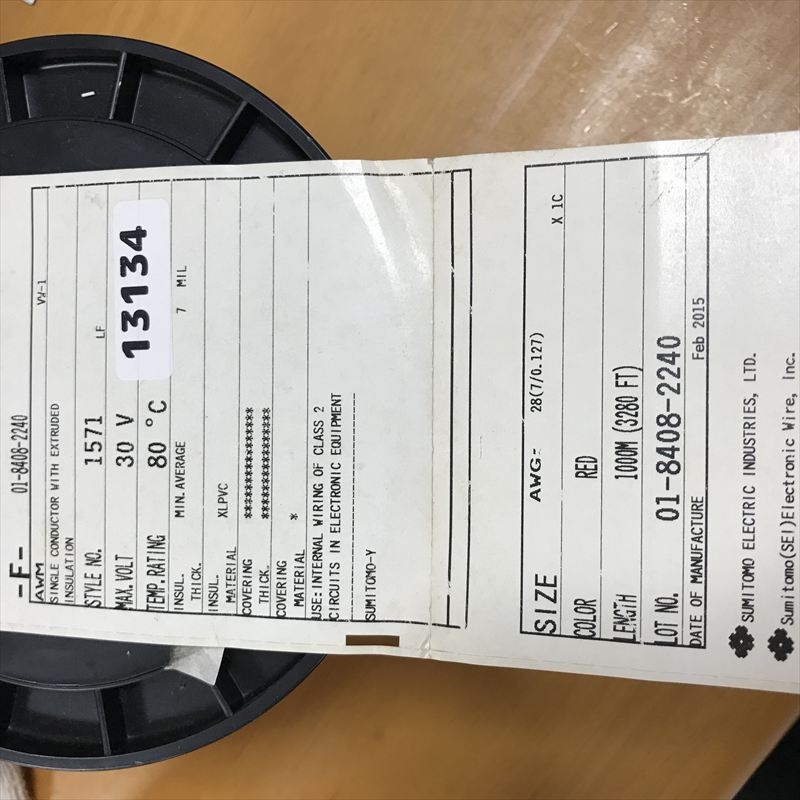 -F- 01-8408-2240
AWM VW-1
SINGLE CONDUCTOR WITH EXTRUDED
INSULATION
STYLE NO. 1571 LF
MAX.VOLT 30 V
13134
TEMP.RATING 80 °C
INSUL. MIN.AVERAGE 7 MIL
THICK.
INSUL.
MATERIAL XLPVC
COVERING ******************
THICK. ******************
COVERING
MATERIAL *
USE:INTERNAL WIRING OF CLASS 2
CIRCUITS IN ELECTRONIC EQUIPMENT
SUMITOMO-Y
SIZE AWG- 28(7/0.127) X 1C
COLOR RED
LENGTH 1000M (3280 FT)
LOT NO. 01-8408-2240
DATE OF MANUFACTURE Feb 2015
SUMITOMO ELECTRIC INDUSTRIES, LTD.
Sumitomo(SEI)Electronic Wire, Inc.